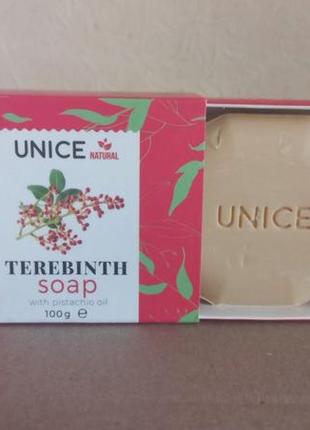 UNICE NATURAL
TEREBINTH
soap
with pistachio oil
100g ℮
UNICE